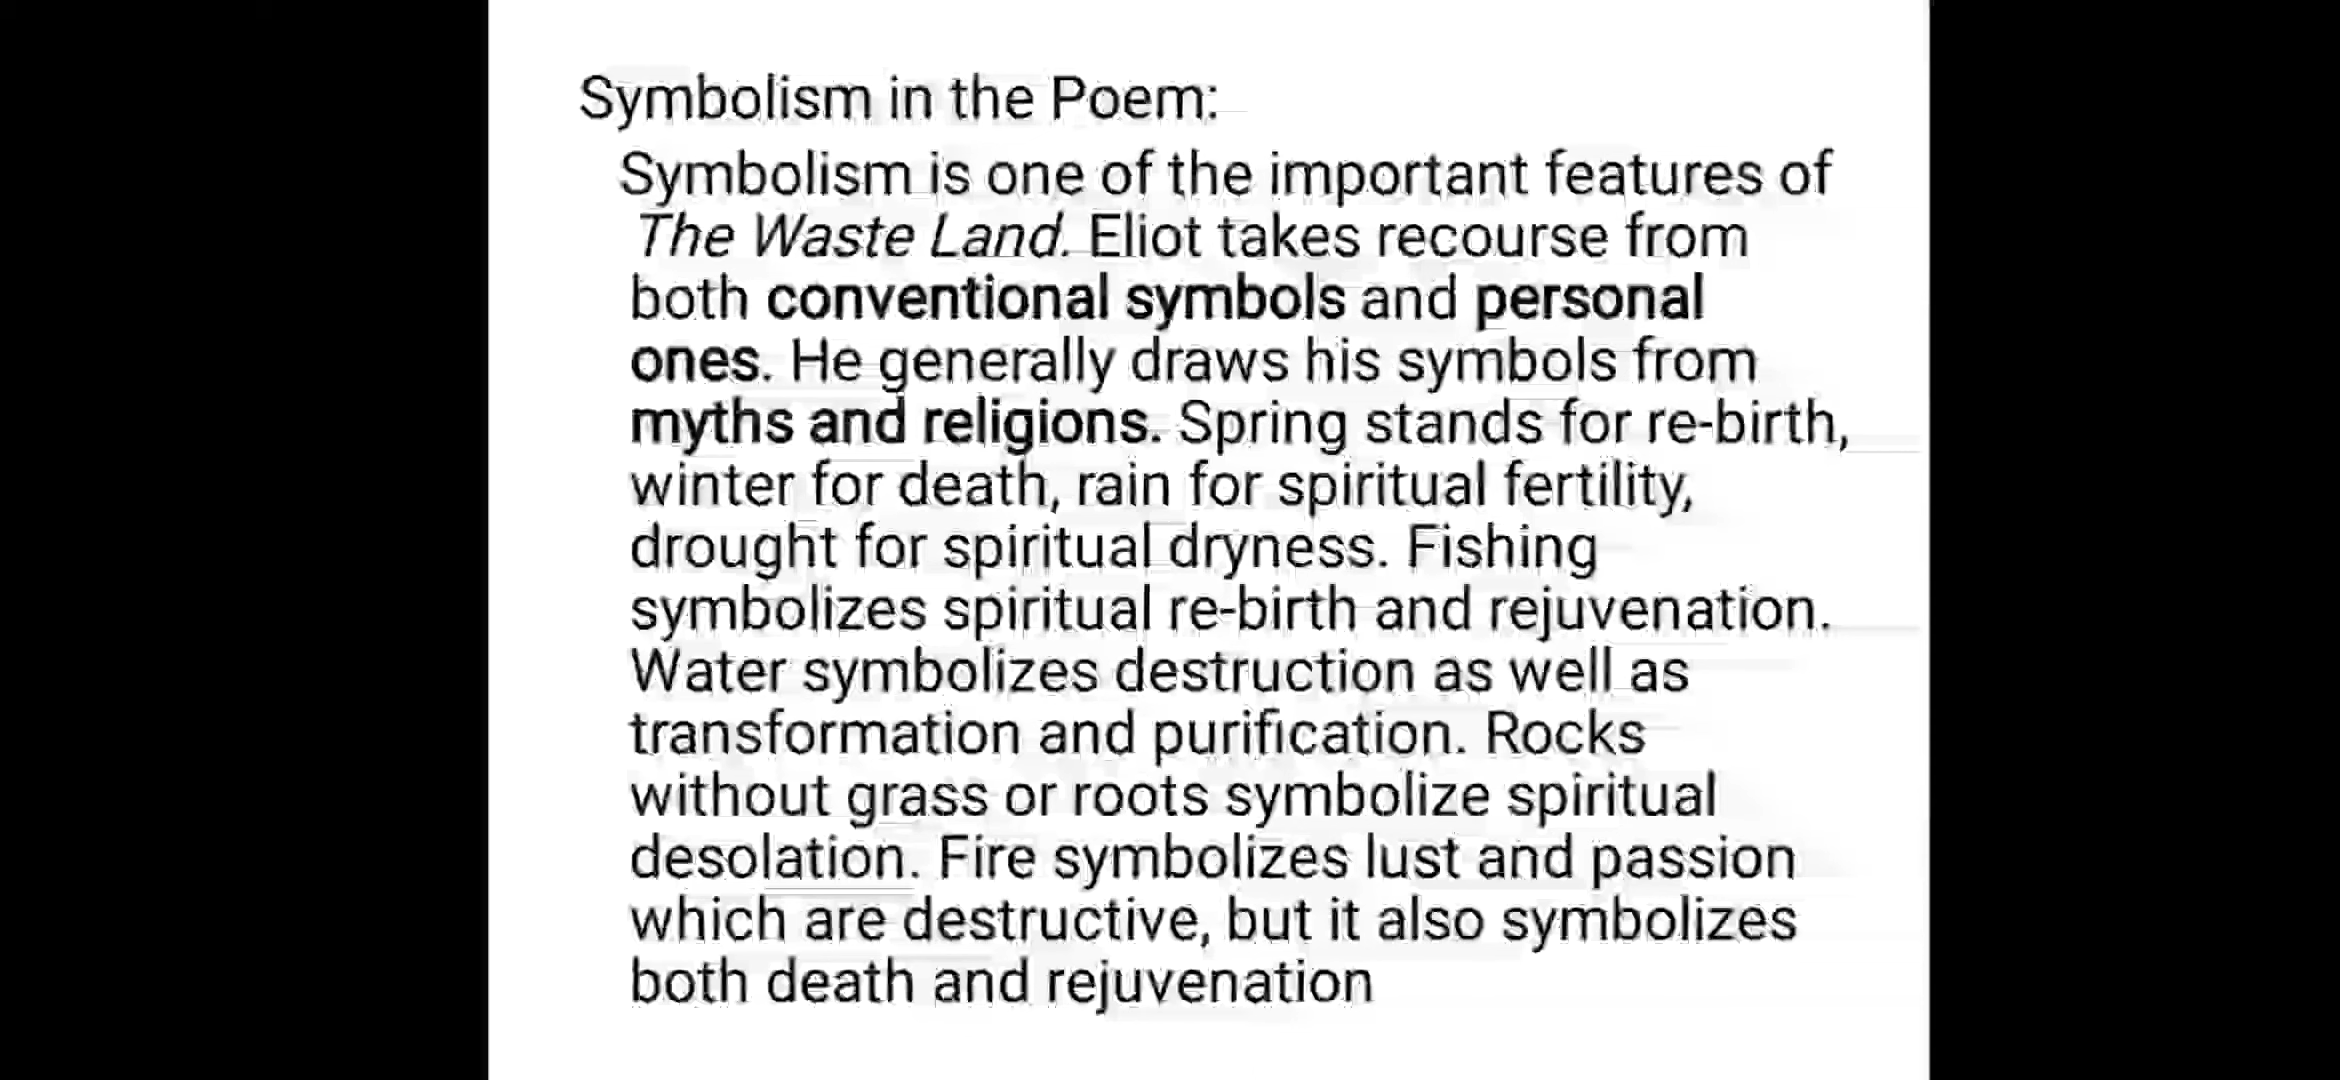 Symbolism in the Poem:
Symbolism is one of the important features of
The Waste Land. Eliot takes recourse from
both conventional symbols and personal
ones. He generally draws his symbols from
myths and religions. Spring stands for re-birth,
winter for death, rain for spiritual fertility,
drought for spiritual dryness. Fishing
symbolizes spiritual re-birth and rejuvenation.
Water symbolizes destruction as well as
transformation and purification. Rocks
without grass or roots symbolize spiritual
desolation. Fire symbolizes lust and passion
which are destructive, but it also symbolizes
both death and rejuvenation